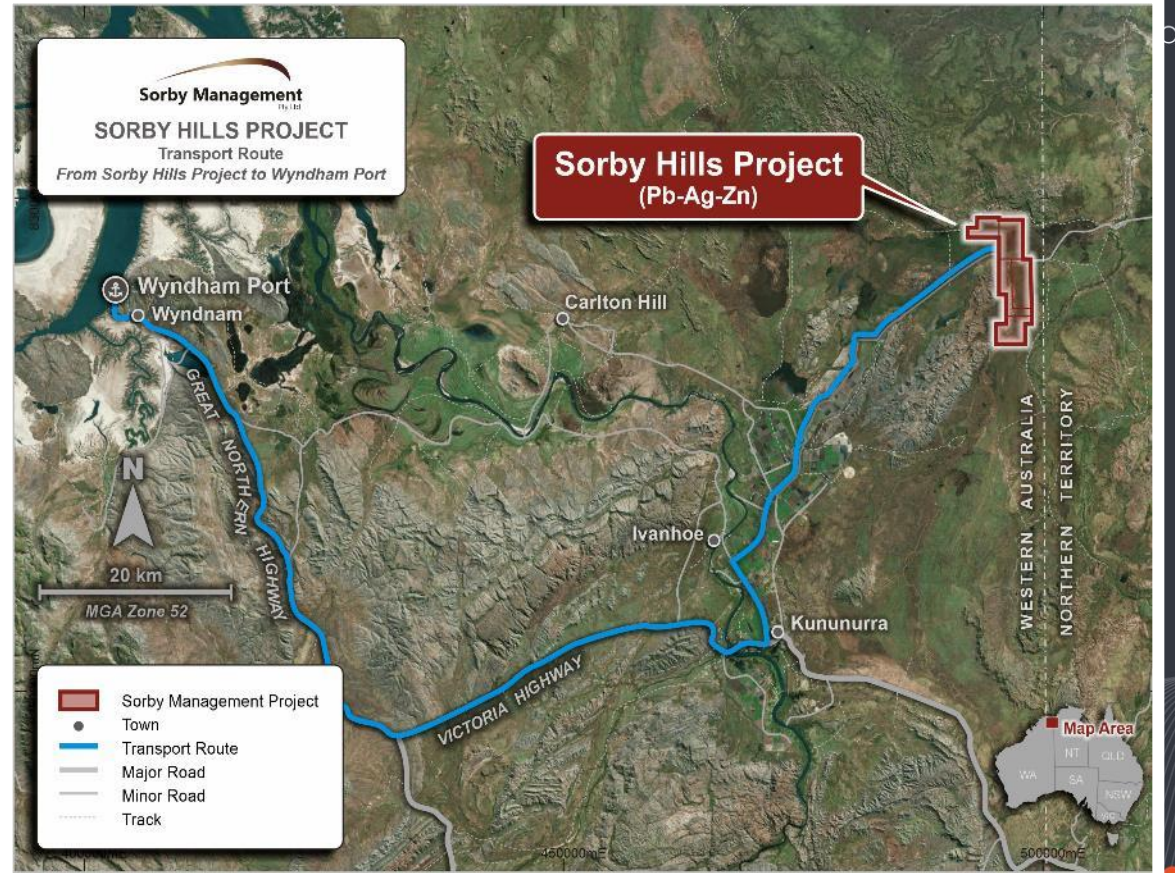 Sorby Management
Pty Ltd
SORBY HILLS PROJECT
Transport Route
From Sorby Hills Project to Wyndham Port
Sorby Hills Project
(Pb-Ag-Zn)
Wyndham Port
Wyndnam
Carlton Hill
GREAT NORTHERN HIGHWAY
N
20 km
MGA Zone 52
Ivanhoe
Kununurra
VICTORIA HIGHWAY
WESTERN AUSTRALIA
NORTHERN TERRITORY
Sorby Management Project
Town
Transport Route
Major Road
Minor Road
Track
Map Area
WA
NT
QLD
SA
NSW
450000mE
500000mE